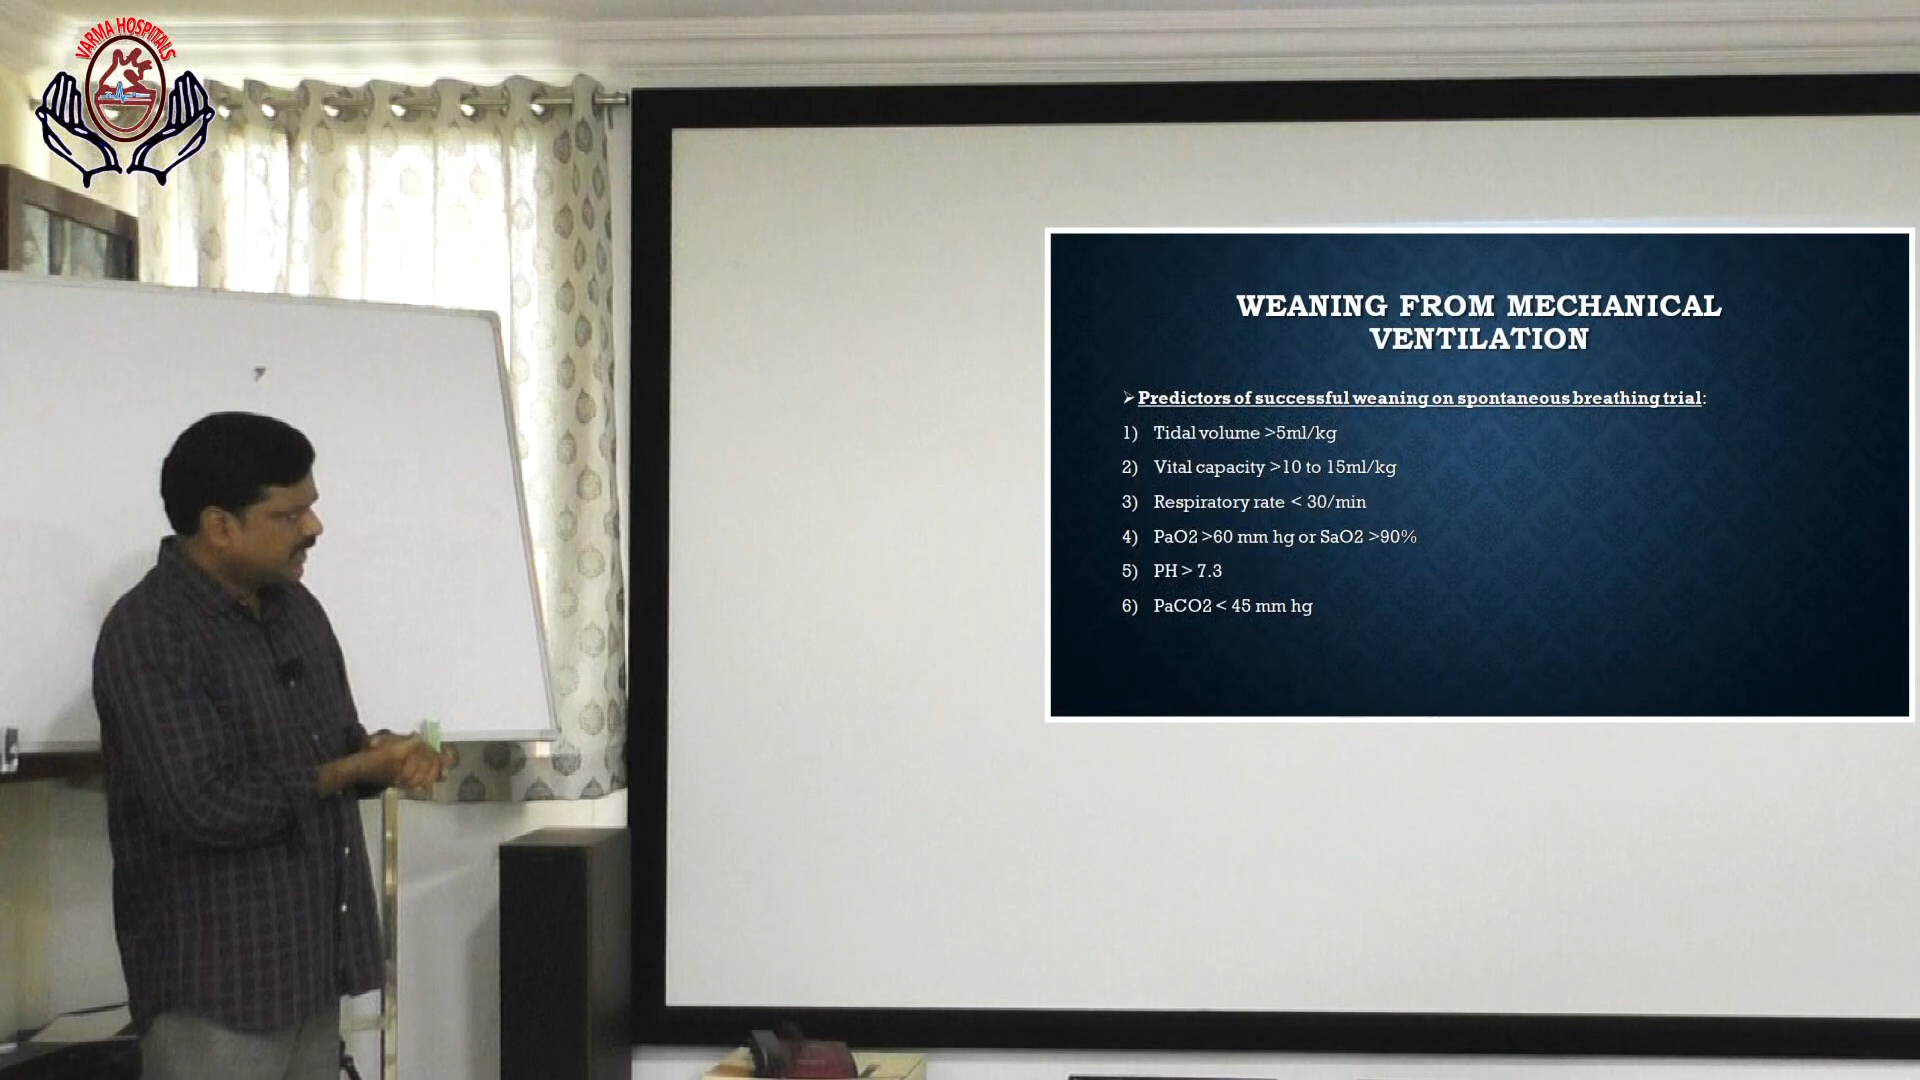 VARMA HOSPITALS
WEANING FROM MECHANICAL
VENTILATION
➢ Predictors of successful weaning on spontaneous breathing trial:
1) Tidal volume >5ml/kg
2) Vital capacity >10 to 15ml/kg
3) Respiratory rate < 30/min
4) PaO2 >60 mm hg or SaO2 >90%
5) PH > 7.3
6) PaCO2 < 45 mm hg